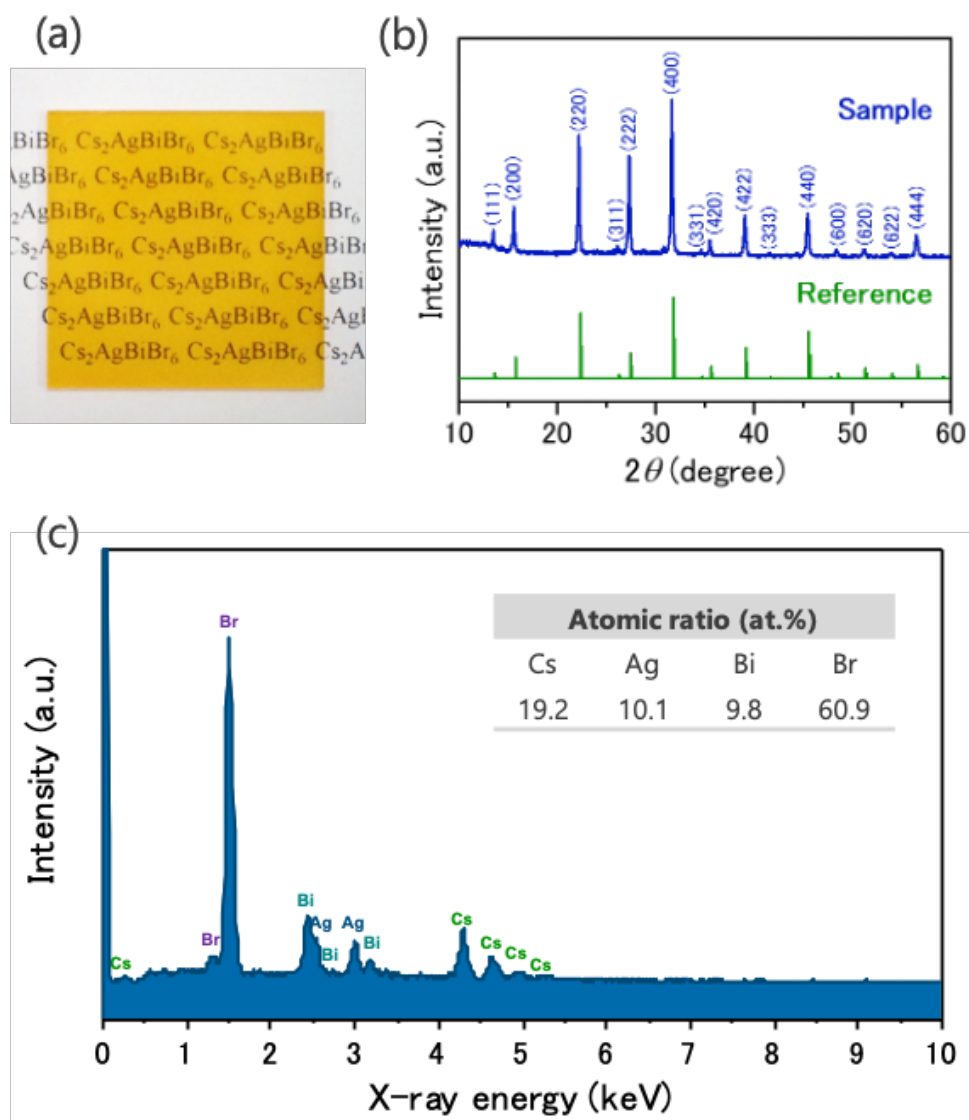 (a)
BiBr₆ Cs₂AgBiBr₆ Cs₂AgBiBr₆
AgBiBr₆ Cs₂AgBiBr₆ Cs₂AgBiBr₆
₂AgBiBr₆ Cs₂AgBiBr₆ Cs₂AgBiBr₆
Cs₂AgBiBr₆ Cs₂AgBiBr₆ Cs₂AgBiBr
Cs₂AgBiBr₆ Cs₂AgBiBr₆ Cs₂AgBi
Cs₂AgBiBr₆ Cs₂AgBiBr₆ Cs₂AgB
Cs₂AgBiBr₆ Cs₂AgBiBr₆ Cs₂A
(b)
Intensity (a.u.)
Sample
(111) (200) (220) (311) (222) (400) (331) (420) (422) (333) (440) (600) (620) (622) (444)
Reference
10 20 30 40 50 60
2θ (degree)
(c)
Intensity (a.u.)
Cs Br Br Bi Ag Bi Ag Bi Cs Cs Cs Cs
Atomic ratio (at.%)
Cs Ag Bi Br
19.2 10.1 9.8 60.9
0 1 2 3 4 5 6 7 8 9 10
X-ray energy (keV)